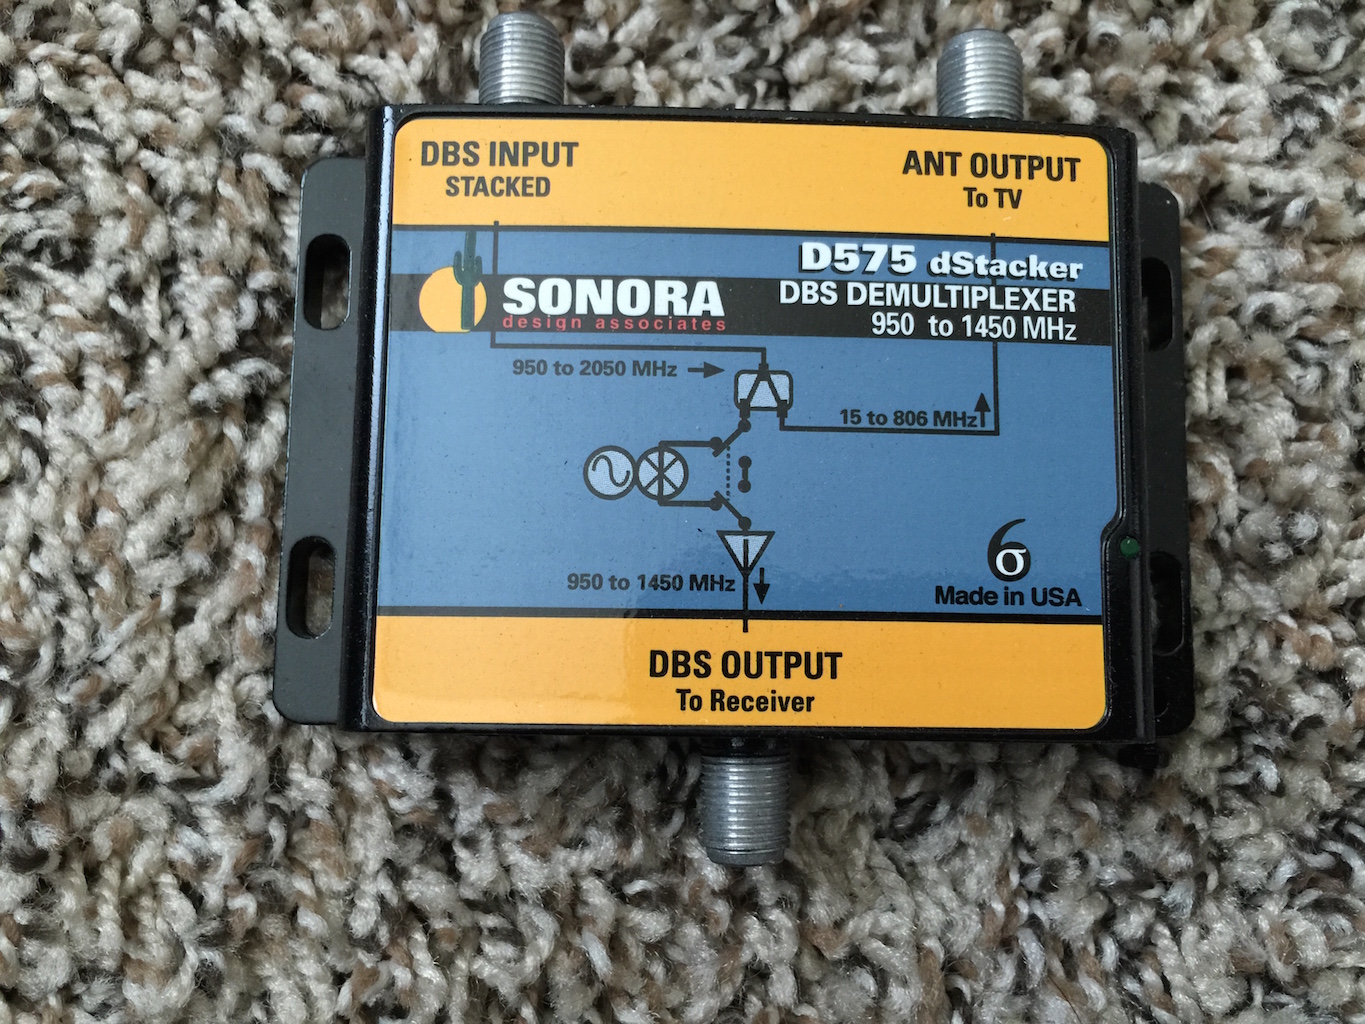 DBS INPUT
STACKED
ANT OUTPUT
To TV
D575 dStacker
SONORA
design associates
DBS DEMULTIPLEXER
950 to 1450 MHz
950 to 2050 MHz
15 to 806 MHz
950 to 1450 MHz
6σ
Made in USA
DBS OUTPUT
To Receiver